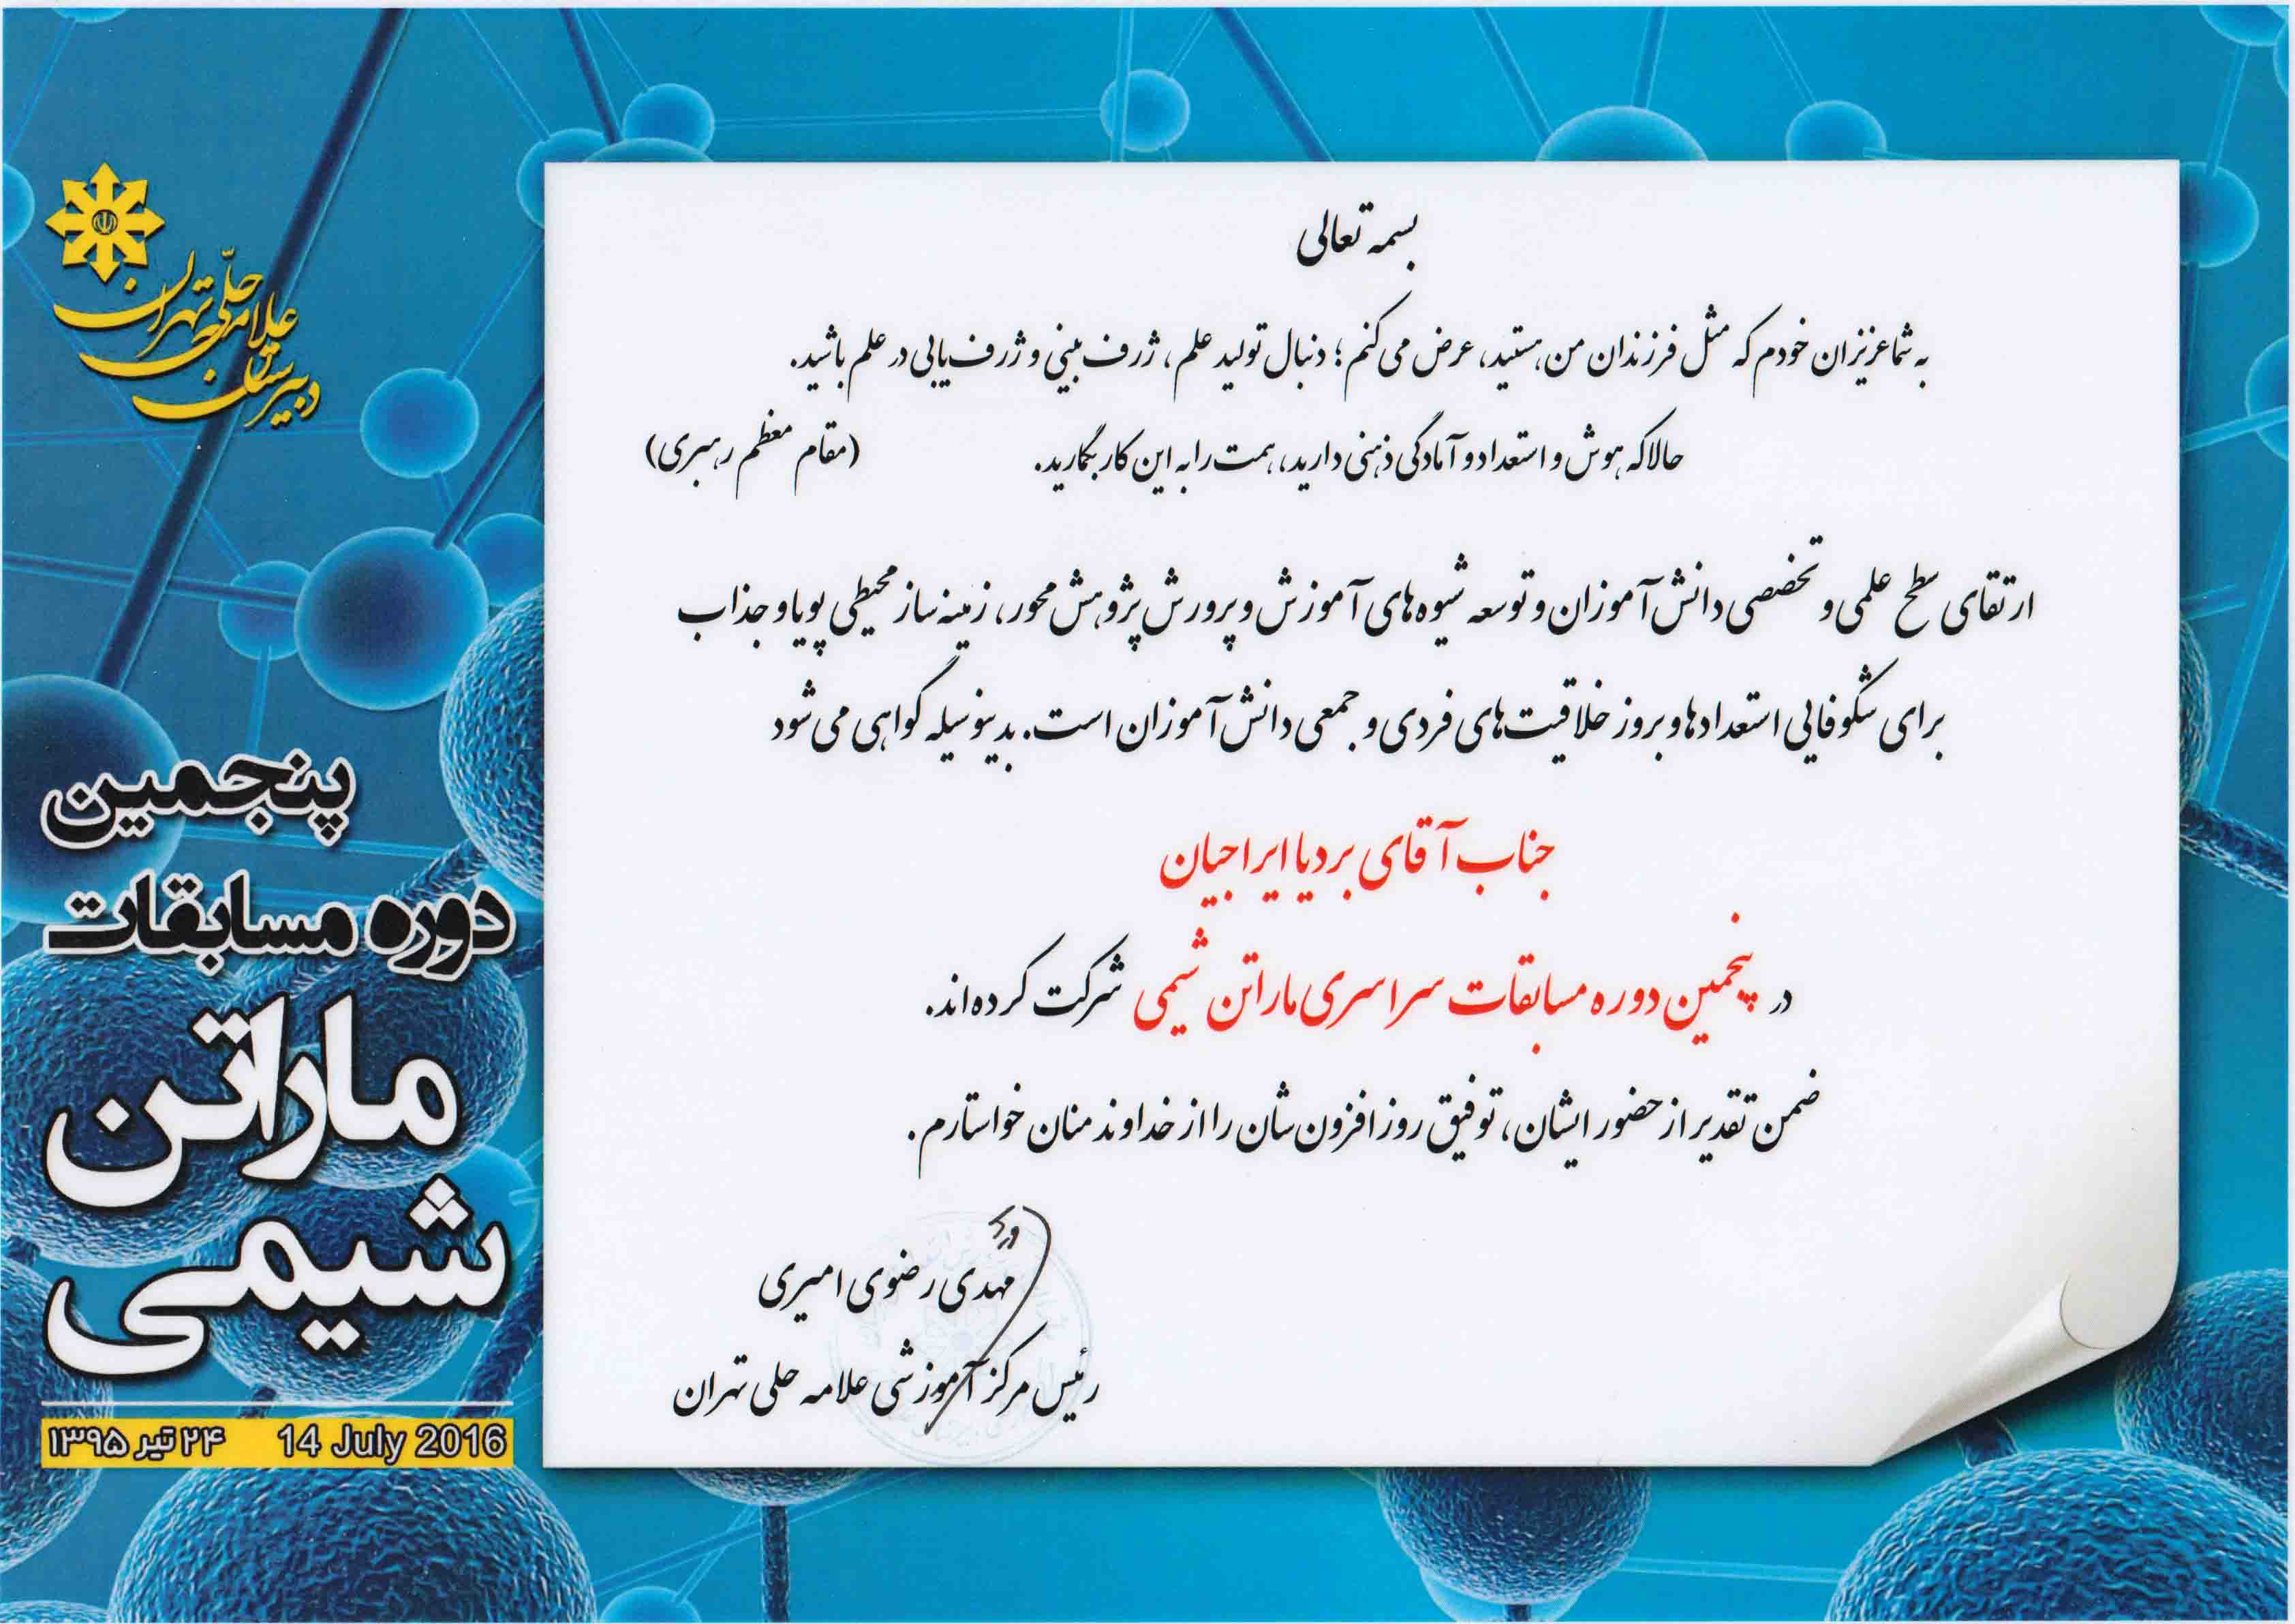 بسمه تعالی
به شما عزیزان خودم که مثل فرزندان من هستید، عرض می‌کنم؛ دنبال تولید علم، ژرف‌بینی و ژرف‌یابی در علم باشید.
حالا که هوش و استعداد و آمادگی ذهنی دارید، همت را به این کار بگمارید. (مقام معظم رهبری)
ارتقای سطح علمی و تخصصی دانش‌آموزان و توسعه شیوه‌های آموزش و پرورش پژوهش‌محور، زمینه‌ساز محیطی پویا و جذاب
برای شکوفایی استعدادها و بروز خلاقیت‌های فردی و جمعی دانش‌آموزان است. بدینوسیله گواهی می‌شود
جناب آقای بردیا ایراجیان
در پنجمین دوره مسابقات سراسری ماراتن شیمی شرکت کرده‌اند.
ضمن تقدیر از حضور ایشان، توفیق روزافزون‌شان را از خداوند منان خواستارم.
مهدی رضوی امیری
رئیس مرکز آموزشی علامه حلی تهران
دبیرستان علامه حلّی تهران
پنجمین
دوره مسابقات
ماراتن
شیمی
۲۴ تیر ۱۳۹۵ 14 July 2016